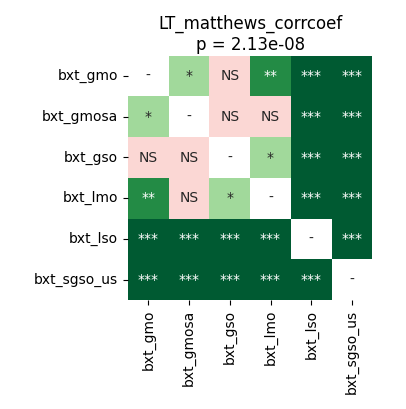 LT_matthews_corrcoef
p = 2.13e-08
bxt_gmo - * NS ** *** ***
bxt_gmosa * - NS NS *** ***
bxt_gso NS NS - * *** ***
bxt_lmo ** NS * - *** ***
bxt_lso *** *** *** *** - ***
bxt_sgso_us *** *** *** *** *** -
bxt_gmo
bxt_gmosa
bxt_gso
bxt_lmo
bxt_lso
bxt_sgso_us